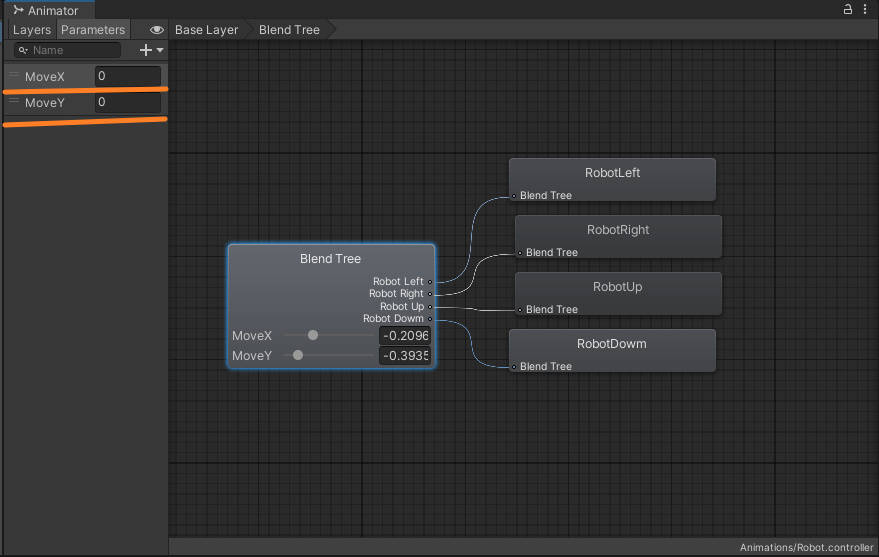 Animator
Layers Parameters Base Layer Blend Tree
Name
MoveX 0
MoveY 0
RobotLeft
Blend Tree
RobotRight
Blend Tree
RobotUp
Blend Tree
RobotDowm
Blend Tree
Blend Tree
Robot Left
Robot Right
Robot Up
Robot Dowm
MoveX -0.2096
MoveY -0.3935
Animations/Robot.controller